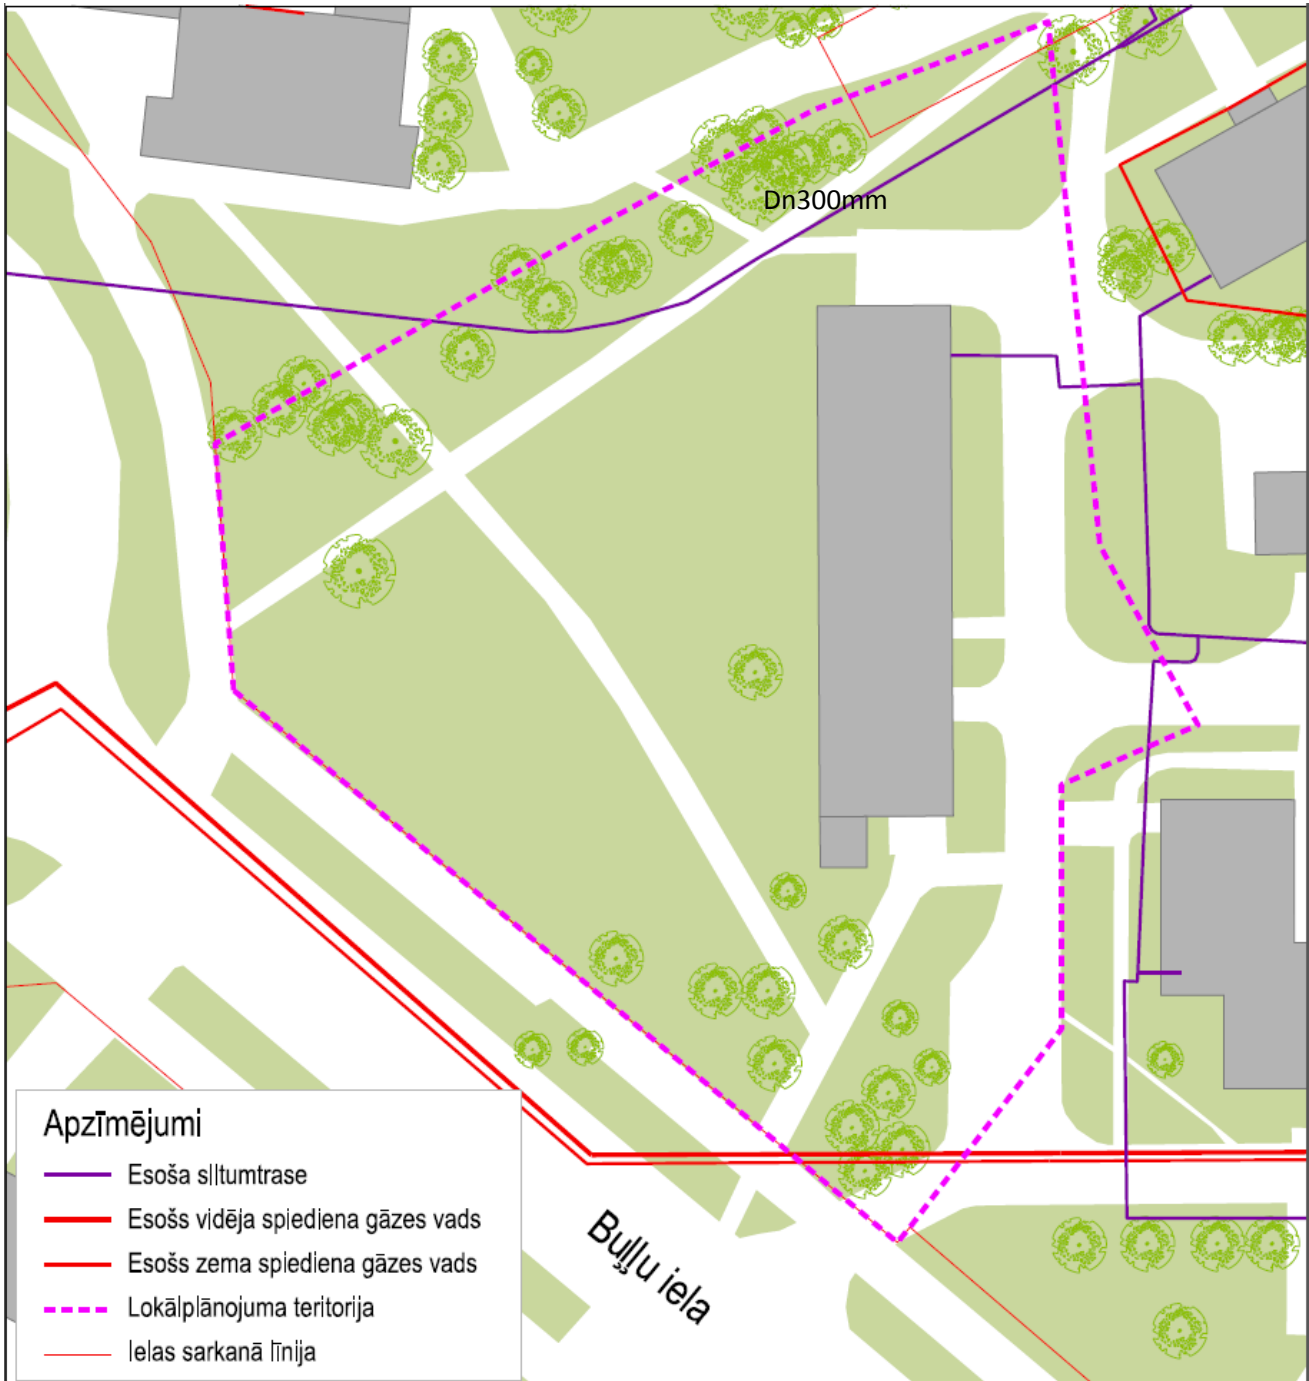 Dn300mm
Buļļu iela
Apzīmējumi
Esoša siltumtrase
Esošs vidēja spiediena gāzes vads
Esošs zema spiediena gāzes vads
Lokālplānojuma teritorija
Ielas sarkanā līnija